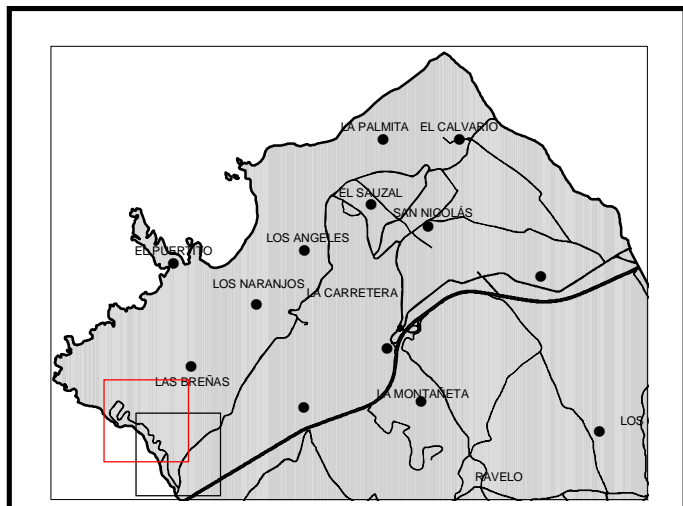 LA PALMITA EL CALVARIO
EL SAUZAL
SAN NICOLÁS
LOS ANGELES
EL PUERTITO
LOS NARANJOS
LA CARRETERA
LAS BREÑAS
LA MONTAÑETA
LOS
RAVELO